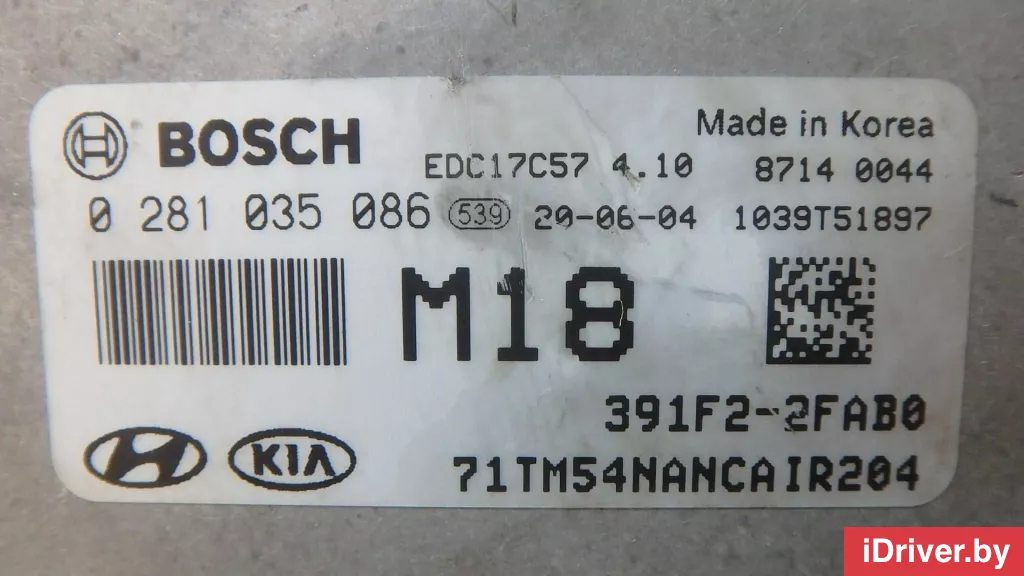 BOSCH
Made in Korea
EDC17C57 4.10
8714 0044
0 281 035 086 539 20-06-04 1039T51897
M18
391F2-2FAB0
KIA
71TM54NANCAIR204
iDriver.by